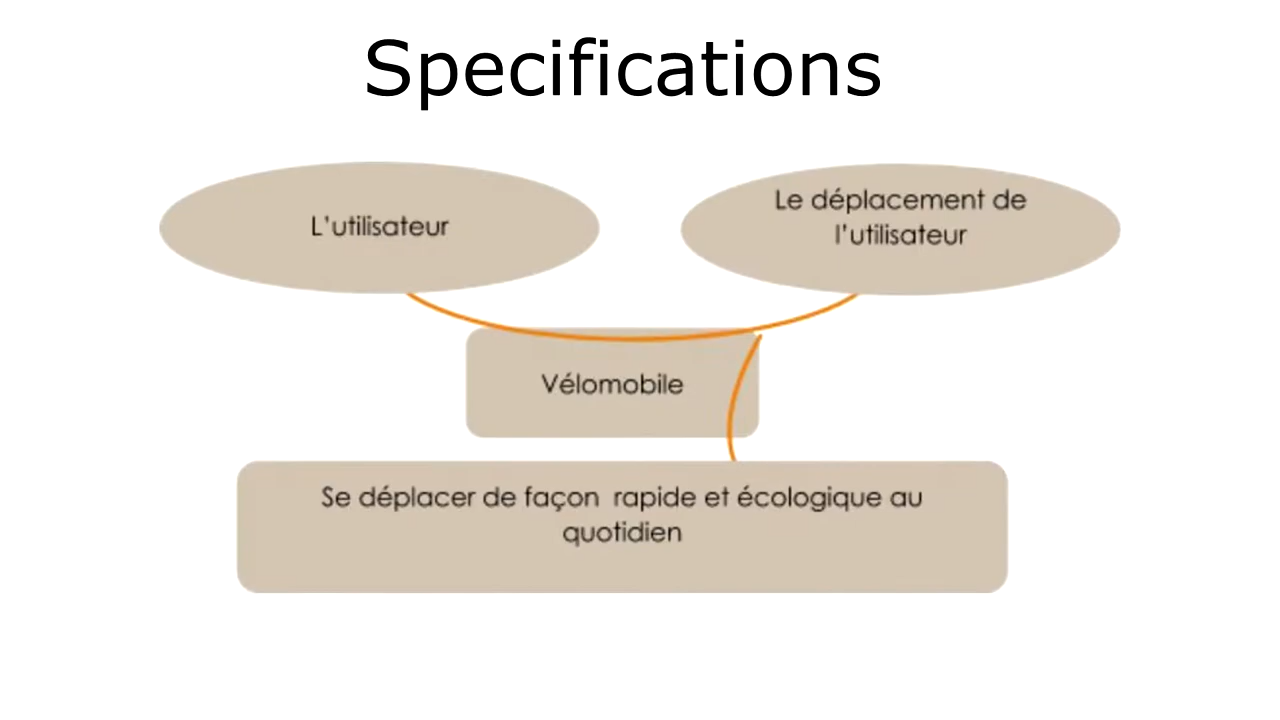 Specifications
L'utilisateur
Le déplacement de
l'utilisateur
Vélomobile
Se déplacer de façon  rapide et écologique au
quotidien